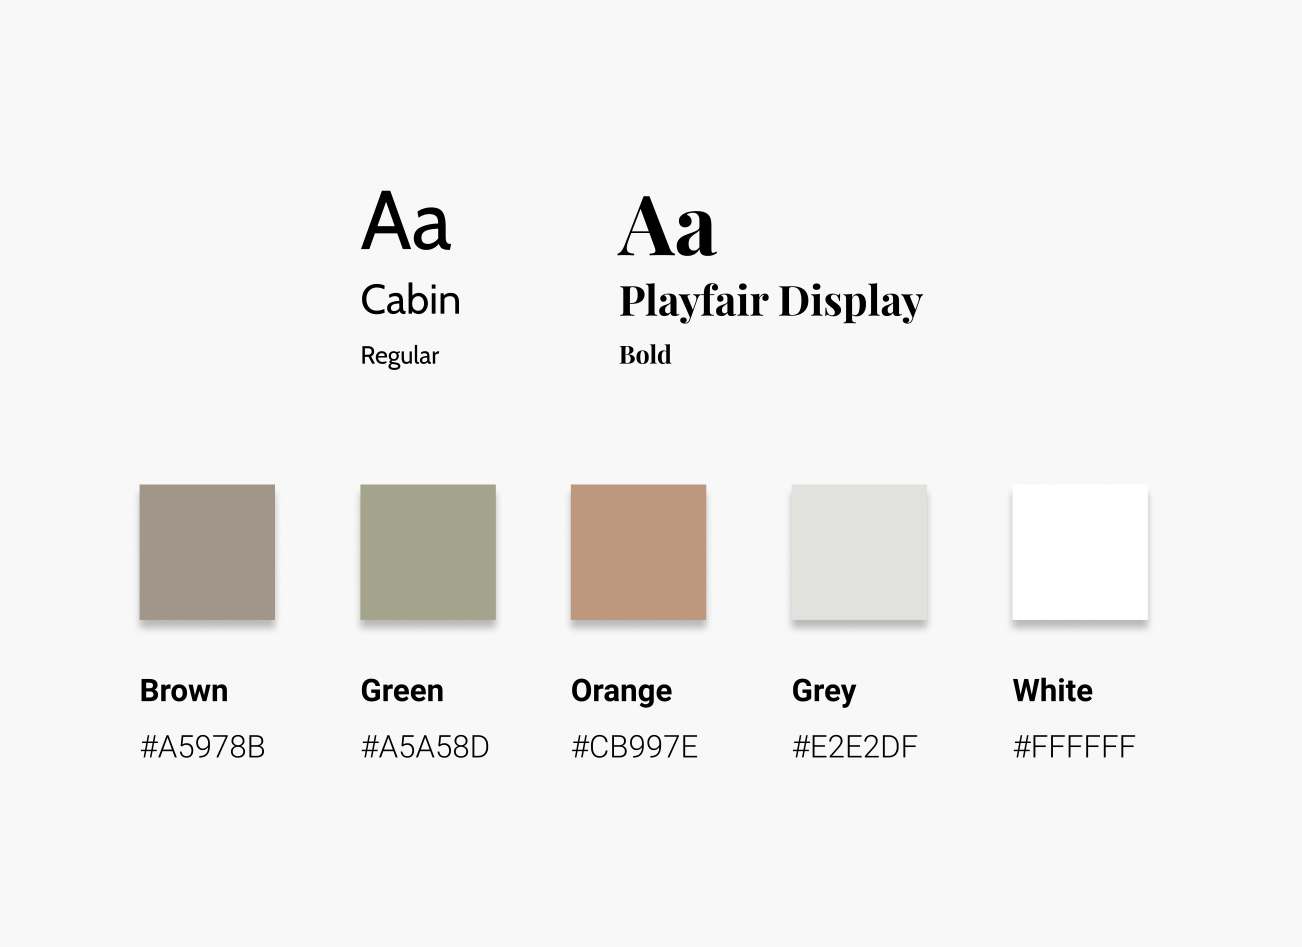 Aa
Cabin
Regular
Aa
Playfair Display
Bold
Brown
#A5978B
Green
#A5A58D
Orange
#CB997E
Grey
#E2E2DF
White
#FFFFFF